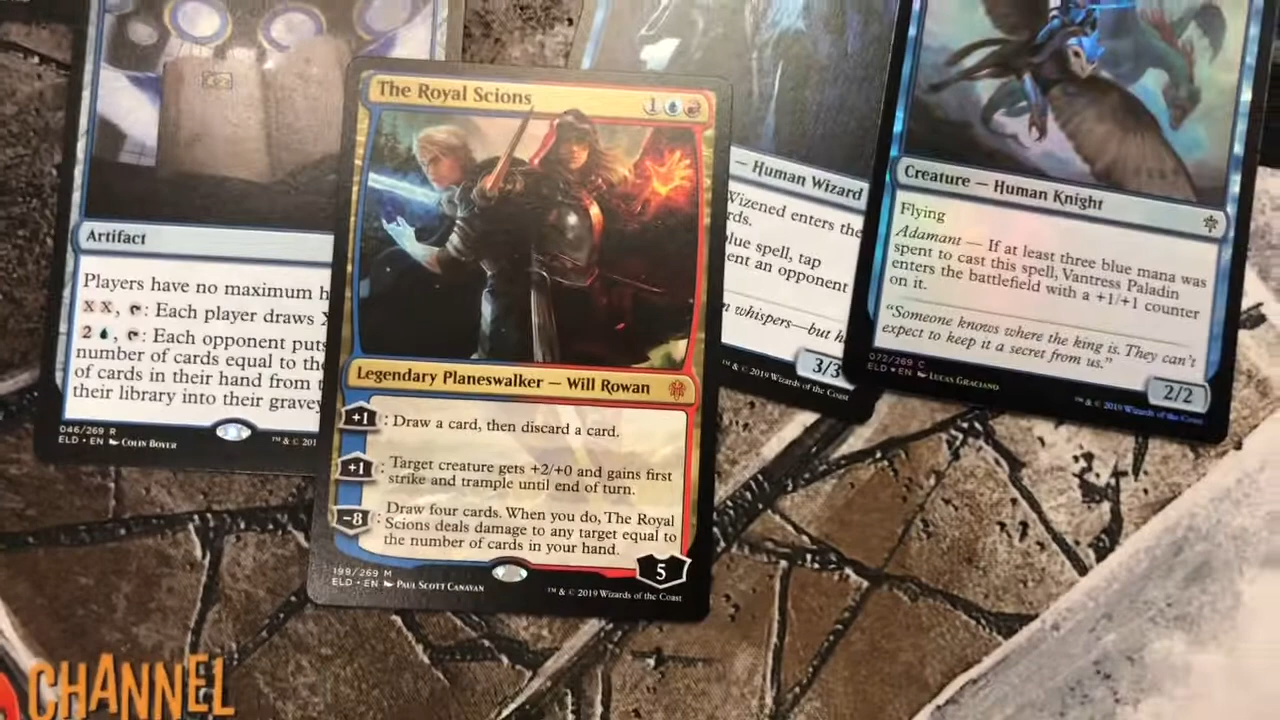 Artifact
Players have no maximum h
X X, : Each player draws X
2 , : Each opponent puts
number of cards equal to the
of cards in their hand from t
their library into their gravey
046/269 R
ELD • EN COLIN BOYER
™ & © 201
The Royal Scions
1
Legendary Planeswalker — Will Rowan
+1 : Draw a card, then discard a card.
+1 : Target creature gets +2/+0 and gains first
strike and trample until end of turn.
-8 : Draw four cards. When you do, The Royal
Scions deals damage to any target equal to
the number of cards in your hand.
5
199/269 M
ELD • EN PAUL SCOTT CANAVAN
™ & © 2019 Wizards of the Coast
— Human Wizard
Wizened enters the
rds.
lue spell, tap
ent an opponent
n whispers—but h
3/3
™ & © 2019 Wizards of the Coast
Creature — Human Knight
Flying
Adamant — If at least three blue mana was
spent to cast this spell, Vantress Paladin
enters the battlefield with a +1/+1 counter
on it.
"Someone knows where the king is. They can't
expect to keep it a secret from us."
2/2
072/269 C
ELD EN LUCAS GRACIANO
™ & © 2019 Wizards of the Coast
CHANNEL